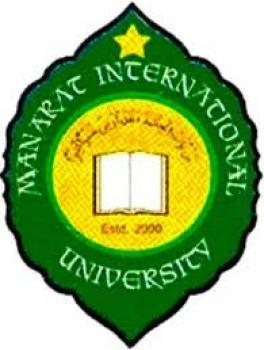 MANARAT INTERNATIONAL
Estd. 2000
UNIVERSITY